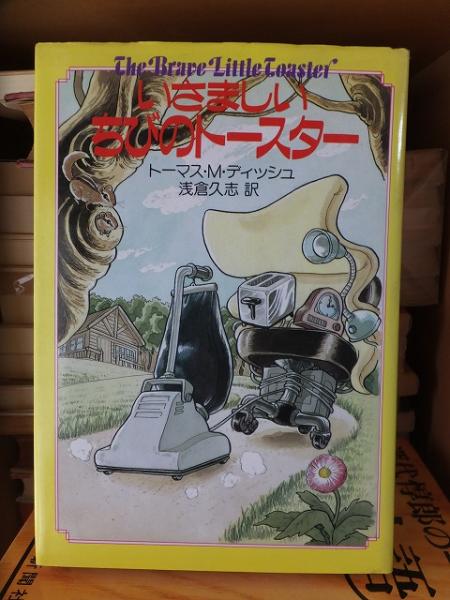 The Brave Little Toaster
いさましい
ちびのトースター
トーマス・M・ディッシュ
浅倉久志 訳